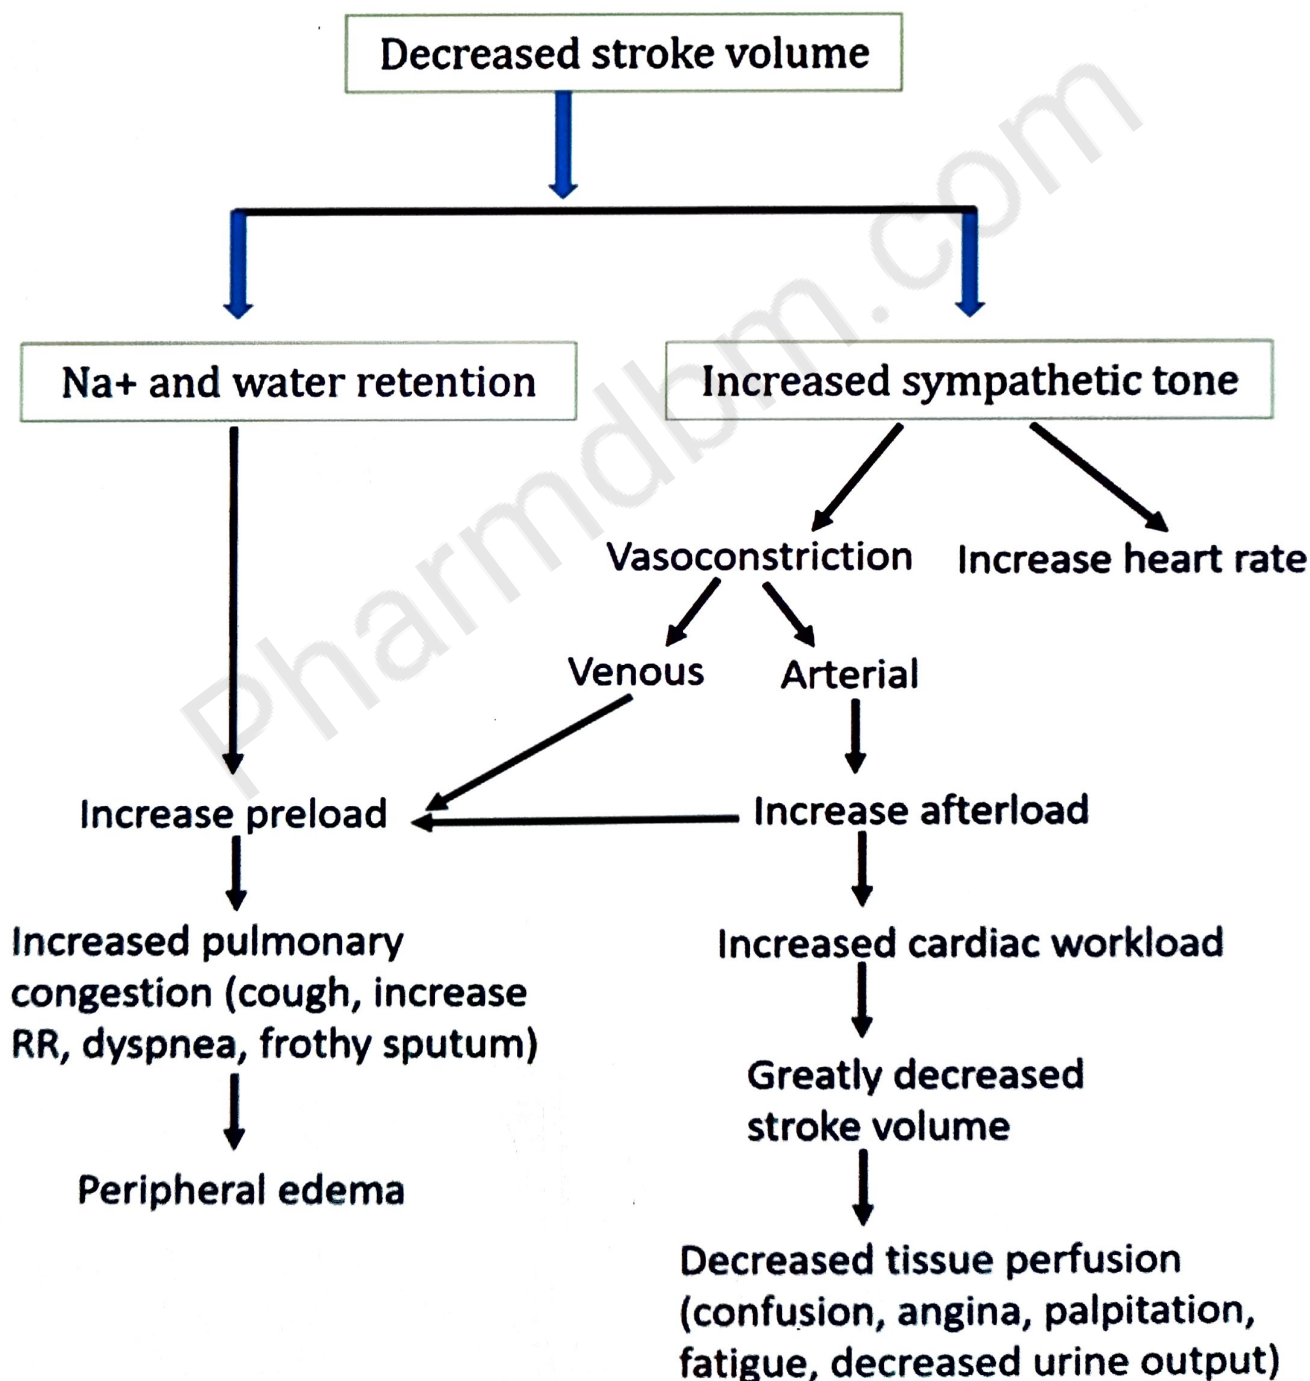 Decreased stroke volume
Na+ and water retention
Increased sympathetic tone
Vasoconstriction
Increase heart rate
Venous
Arterial
Increase preload
Increase afterload
Increased pulmonary
congestion (cough, increase
RR, dyspnea, frothy sputum)
Increased cardiac workload
Greatly decreased
stroke volume
Peripheral edema
Decreased tissue perfusion
(confusion, angina, palpitation,
fatigue, decreased urine output)
Pharmdbm.com